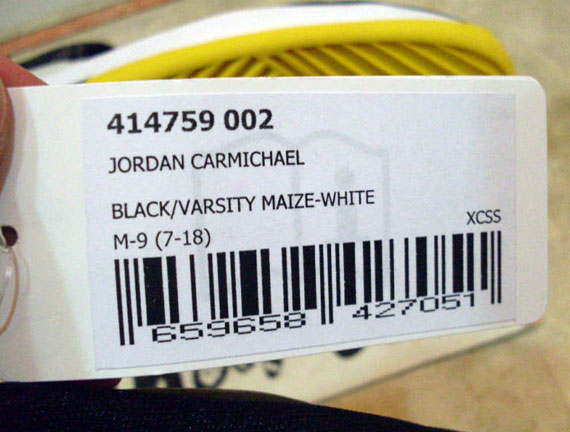 414759 002
JORDAN CARMICHAEL
BLACK/VARSITY MAIZE-WHITE
M-9 (7-18)
XCSS
659658 427051